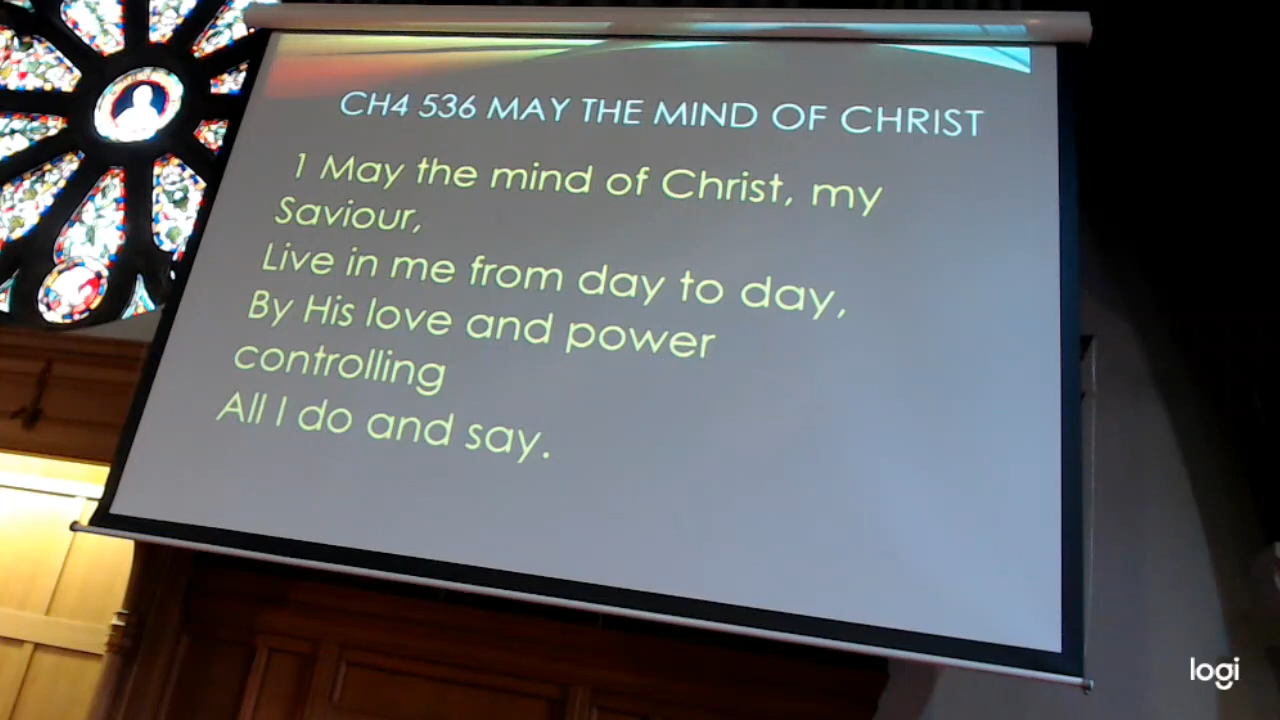 CH4 536 MAY THE MIND OF CHRIST
1 May the mind of Christ, my
Saviour,
Live in me from day to day,
By His love and power
controlling
All I do and say.
logi